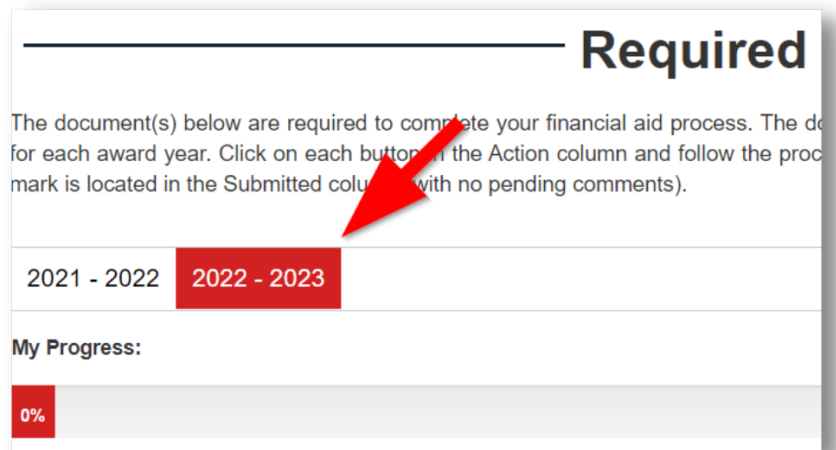 Required
The document(s) below are required to complete your financial aid process. The
for each award year. Click on each button the Action column and follow the
mark is located in the Submitted with no pending comments).
2021 - 2022 2022 - 2023
My Progress:
0%